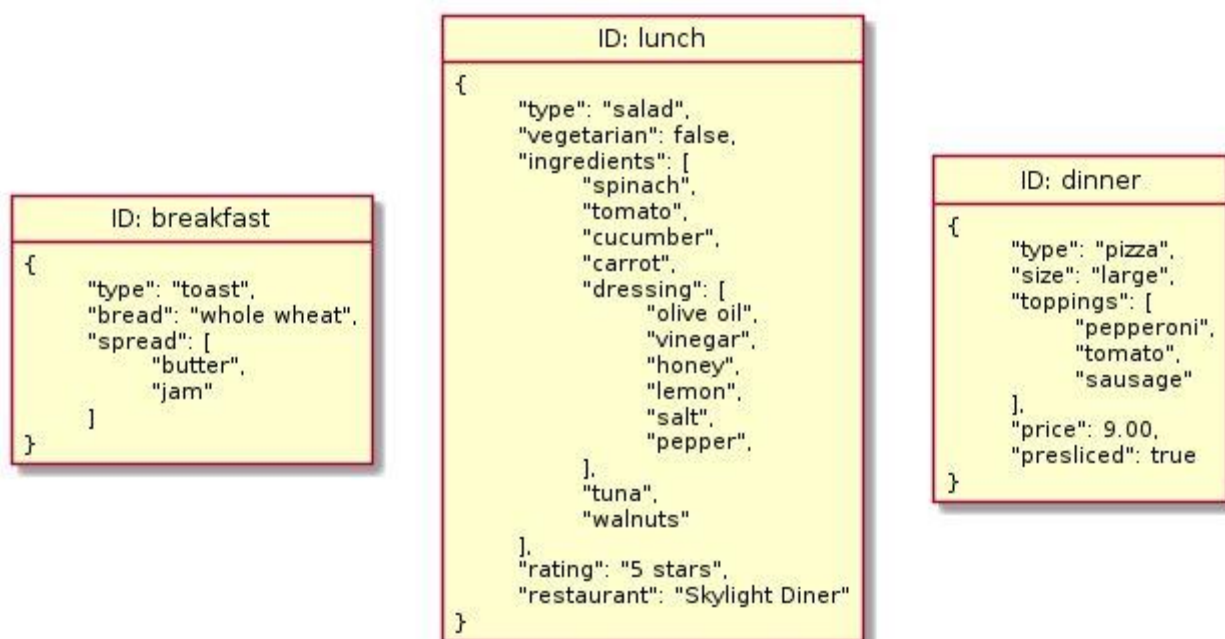 ID: breakfast
{
"type": "toast",
"bread": "whole wheat",
"spread": [
"butter",
"jam"
]
}
ID: lunch
{
"type": "salad",
"vegetarian": false,
"ingredients": [
"spinach",
"tomato",
"cucumber",
"carrot",
"dressing": [
"olive oil",
"vinegar",
"honey",
"lemon",
"salt",
"pepper",
],
"tuna",
"walnuts"
],
"rating": "5 stars",
"restaurant": "Skylight Diner"
}
ID: dinner
{
"type": "pizza",
"size": "large",
"toppings": [
"pepperoni",
"tomato",
"sausage"
],
"price": 9.00,
"presliced": true
}